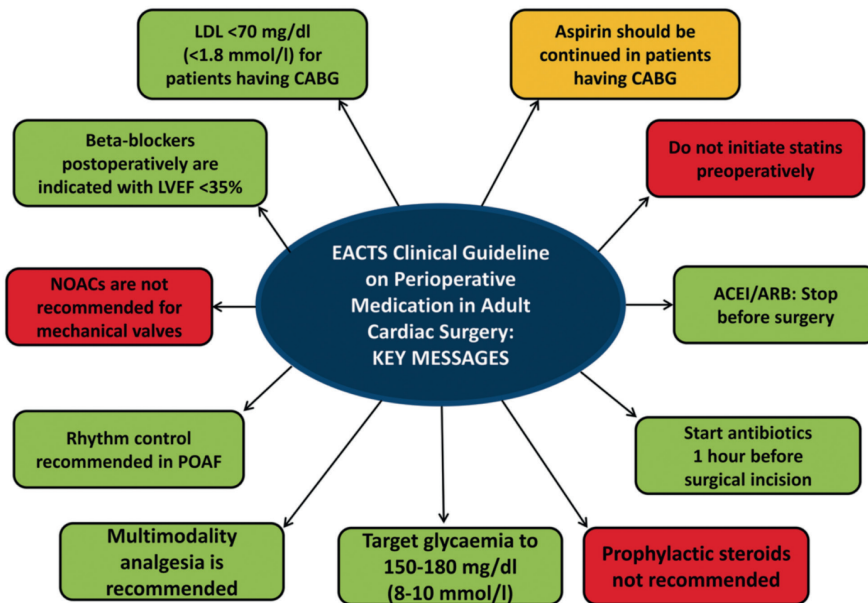 LDL <70 mg/dl
(<1.8 mmol/l) for
patients having CABG
Aspirin should be
continued in patients
having CABG
Beta-blockers
postoperatively are
indicated with LVEF <35%
Do not initiate statins
preoperatively
EACTS Clinical Guideline
on Perioperative
Medication in Adult
Cardiac Surgery:
KEY MESSAGES
NOACs are not
recommended for
mechanical valves
ACEI/ARB: Stop
before surgery
Rhythm control
recommended in POAF
Start antibiotics
1 hour before
surgical incision
Multimodality
analgesia is
recommended
Target glycaemia to
150-180 mg/dl
(8-10 mmol/l)
Prophylactic steroids
not recommended